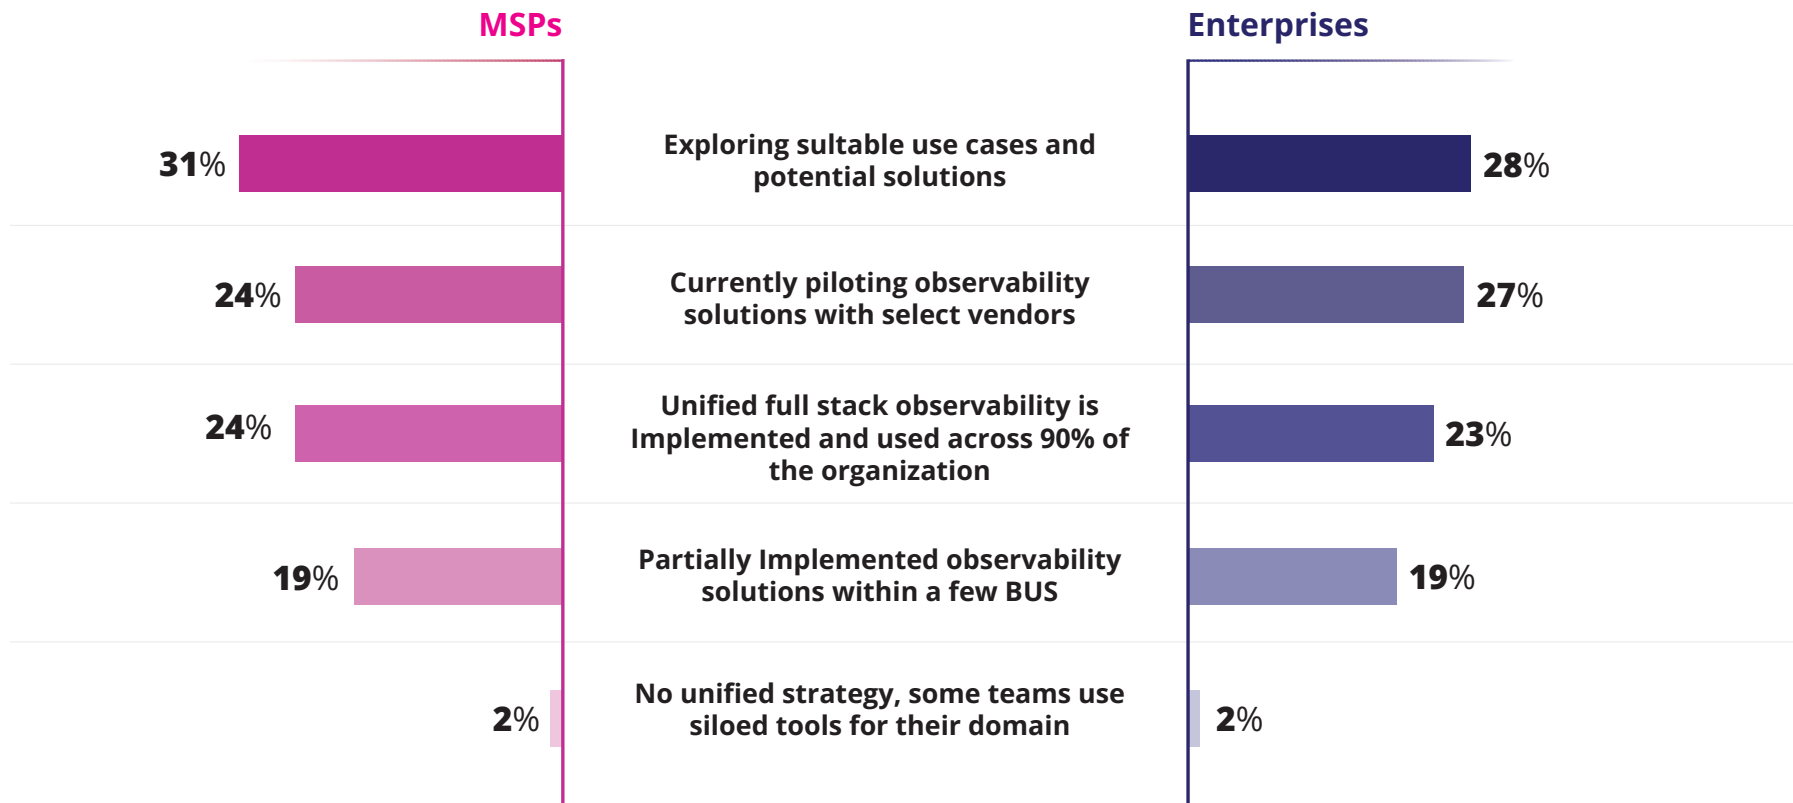 MSPs
Enterprises
31%
Exploring sultable use cases and
potential solutions
28%
24%
Currently piloting observability
solutions with select vendors
27%
24%
Unified full stack observability is
Implemented and used across 90% of
the organization
23%
19%
Partially Implemented observability
solutions within a few BUS
19%
2%
No unified strategy, some teams use
siloed tools for their domain
2%